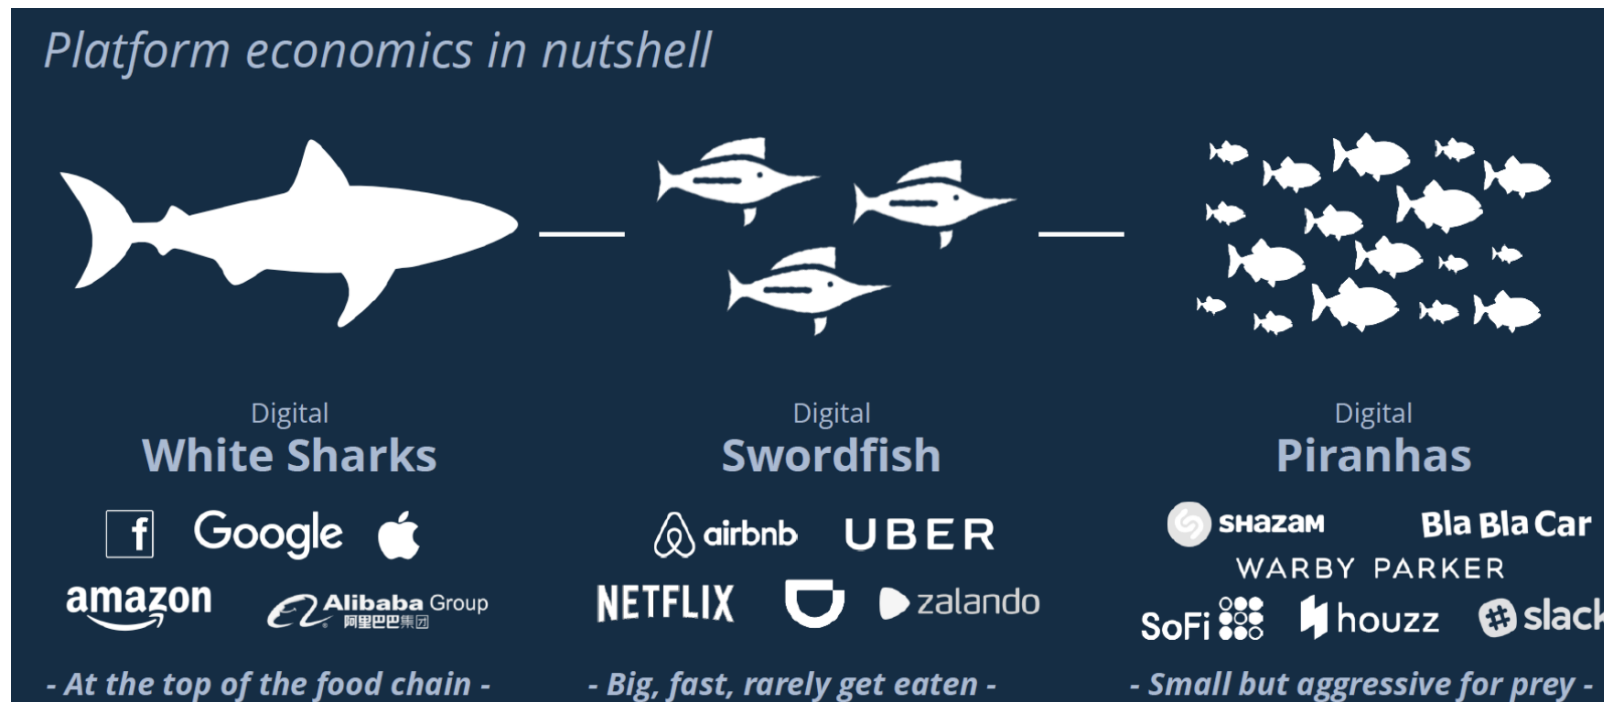 Platform economics in nutshell
Digital
White Sharks
f Google
amazon Alibaba Group
阿里巴巴集团
- At the top of the food chain -
Digital
Swordfish
airbnb UBER
NETFLIX zalando
- Big, fast, rarely get eaten -
Digital
Piranhas
SHAZAM Bla Bla Car
WARBY PARKER
SoFi houzz slack
- Small but aggressive for prey -